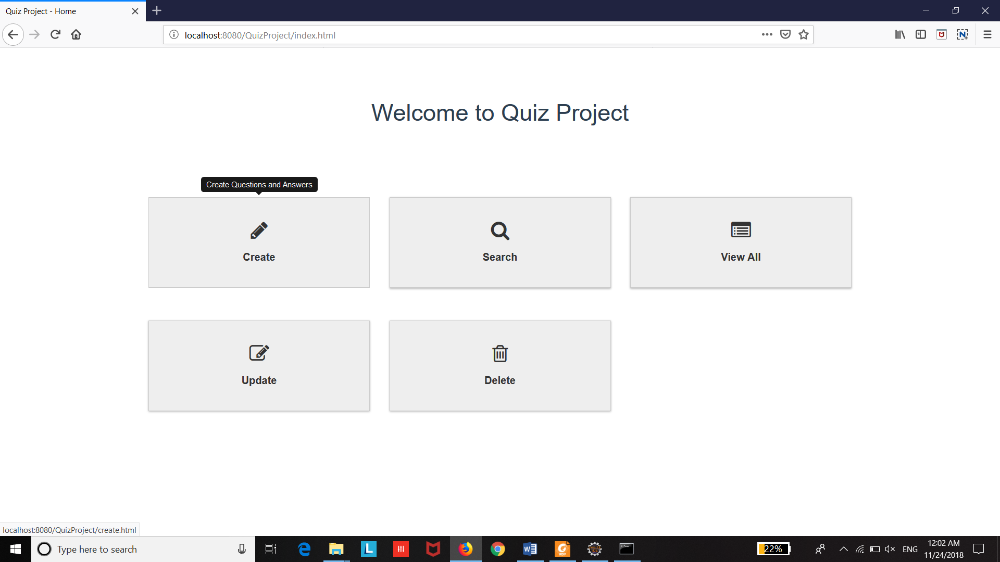 Quiz Project - Home
localhost:8080/QuizProject/index.html
Welcome to Quiz Project
Create Questions and Answers
Create
Search
View All
Update
Delete
localhost:8080/QuizProject/create.html
Type here to search
22%
ENG
12:02 AM
11/24/2018